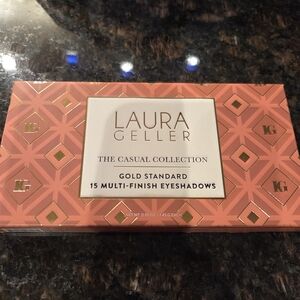 LAURA
GELLER
THE CASUAL COLLECTION
GOLD STANDARD
15 MULTI-FINISH EYESHADOWS